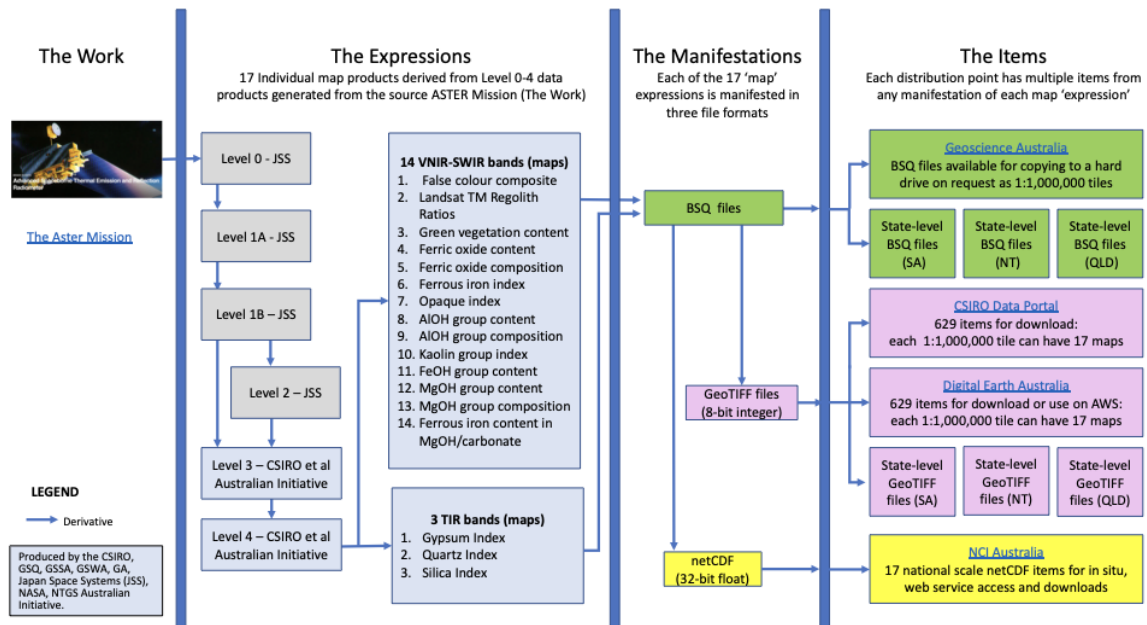 The Work
The Aster Mission
LEGEND
Derivative
Produced by the CSIRO,
GSQ, GSSA, GSWA, GA,
Japan Space Systems (JSS),
NASA, NTGS Australian
Initiative.
The Expressions
17 Individual map products derived from Level 0-4 data
products generated from the source ASTER Mission (The Work)
Level 0 - JSS
Level 1A - JSS
Level 1B – JSS
Level 2 – JSS
Level 3 – CSIRO et al
Australian Initiative
Level 4 – CSIRO et al
Australian Initiative
14 VNIR-SWIR bands (maps)
1. False colour composite
2. Landsat TM Regolith
Ratios
3. Green vegetation content
4. Ferric oxide content
5. Ferric oxide composition
6. Ferrous iron index
7. Opaque index
8. AlOH group content
9. AlOH group composition
10. Kaolin group index
11. FeOH group content
12. MgOH group content
13. MgOH group composition
14. Ferrous iron content in
MgOH/carbonate
3 TIR bands (maps)
1. Gypsum Index
2. Quartz Index
3. Silica Index
The Manifestations
Each of the 17 ‘map’
expressions is manifested in
three file formats
BSQ files
GeoTIFF files
(8-bit integer)
netCDF
(32-bit float)
The Items
Each distribution point has multiple items from
any manifestation of each map ‘expression’
Geoscience Australia
BSQ files available for copying to a hard
drive on request as 1:1,000,000 tiles
State-level
BSQ files
(SA)
State-level
BSQ files
(NT)
State-level
BSQ files
(QLD)
CSIRO Data Portal
629 items for download:
each 1:1,000,000 tile can have 17 maps
Digital Earth Australia
629 items for download or use on AWS:
each 1:1,000,000 tile can have 17 maps
State-level
GeoTIFF
files (SA)
State-level
GeoTIFF
files (NT)
State-level
GeoTIFF
files (QLD)
NCI Australia
17 national scale netCDF items for in situ,
web service access and downloads